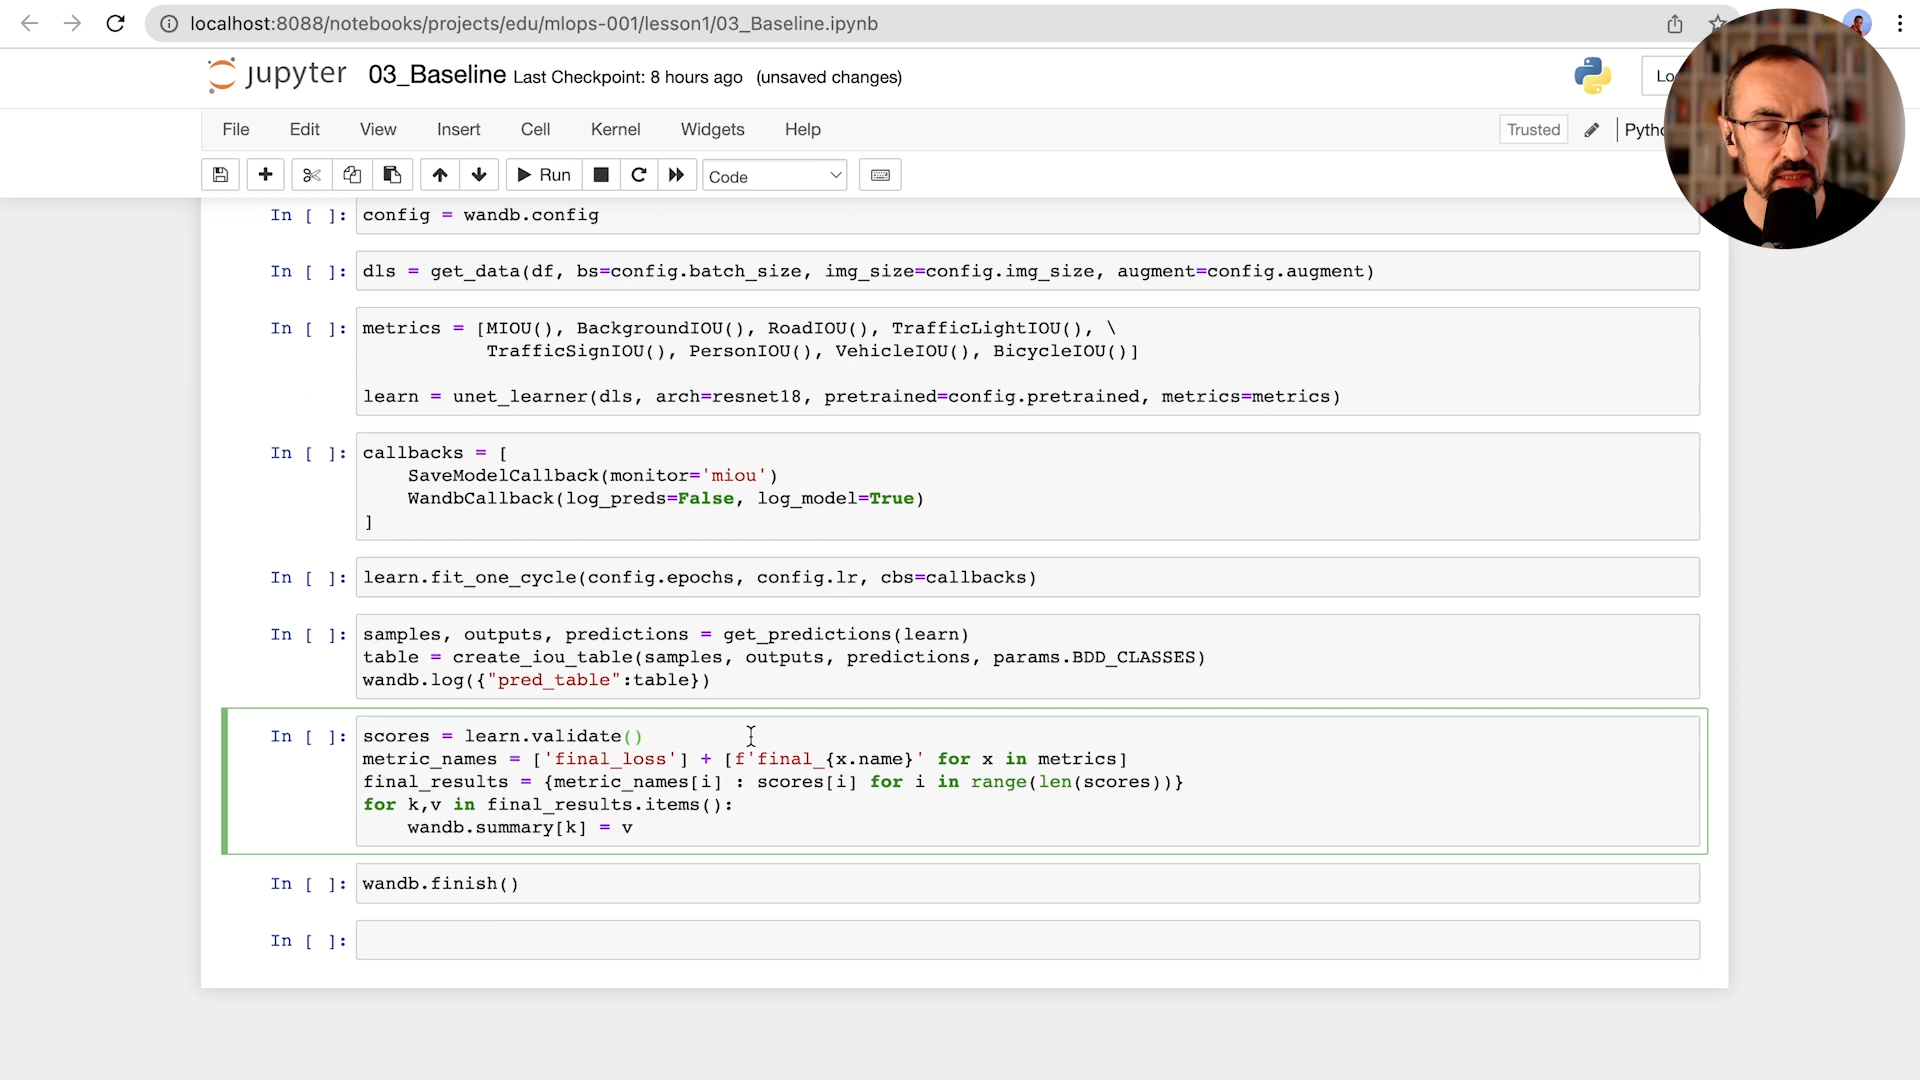 localhost:8088/notebooks/projects/edu/mlops-001/lesson1/03_Baseline.ipynb
jupyter 03_Baseline Last Checkpoint: 8 hours ago (unsaved changes)
File Edit View Insert Cell Kernel Widgets Help Trusted
Run Code
In [ ]: config = wandb.config
In [ ]: dls = get_data(df, bs=config.batch_size, img_size=config.img_size, augment=config.augment)
In [ ]: metrics = [MIOU(), BackgroundIOU(), RoadIOU(), TrafficLightIOU(), \
TrafficSignIOU(), PersonIOU(), VehicleIOU(), BicycleIOU()]
learn = unet_learner(dls, arch=resnet18, pretrained=config.pretrained, metrics=metrics)
In [ ]: callbacks = [
SaveModelCallback(monitor='miou')
WandbCallback(log_preds=False, log_model=True)
]
In [ ]: learn.fit_one_cycle(config.epochs, config.lr, cbs=callbacks)
In [ ]: samples, outputs, predictions = get_predictions(learn)
table = create_iou_table(samples, outputs, predictions, params.BDD_CLASSES)
wandb.log({"pred_table":table})
In [ ]: scores = learn.validate()
metric_names = ['final_loss'] + [f'final_{x.name}' for x in metrics]
final_results = {metric_names[i] : scores[i] for i in range(len(scores))}
for k,v in final_results.items():
wandb.summary[k] = v
In [ ]: wandb.finish()
In [ ]: